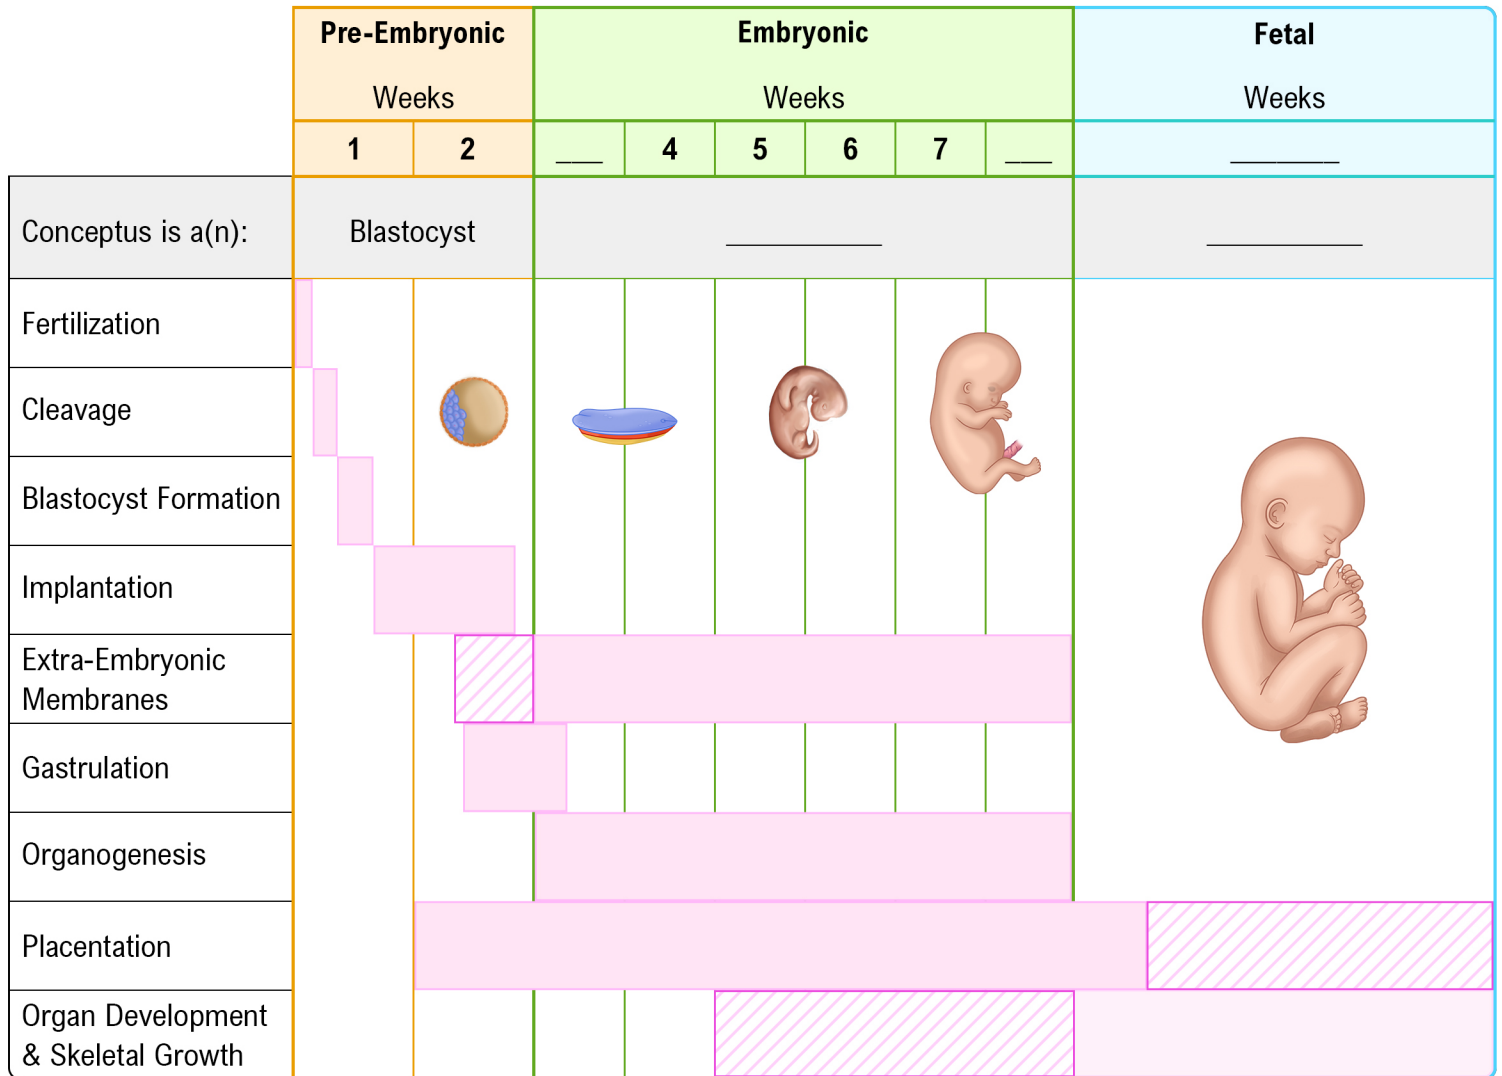 Pre-Embryonic
Embryonic
Fetal
Weeks
Weeks
Weeks
1
2
___
4
5
6
7
___
______
Conceptus is a(n):
Blastocyst
__________
__________
Fertilization
Cleavage
Blastocyst Formation
Implantation
Extra-Embryonic
Membranes
Gastrulation
Organogenesis
Placentation
Organ Development
& Skeletal Growth